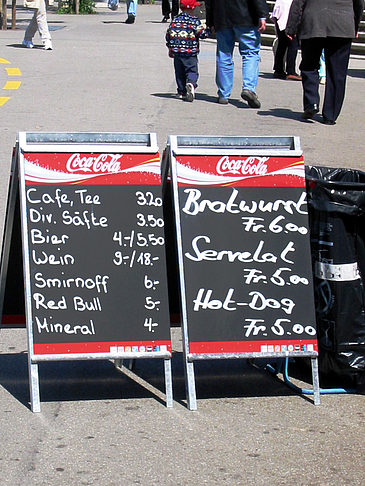 Coca-Cola
Cafe, Tee 3.20
Div. Säfte 3.50
Bier 4.-/5.50
Wein 9.-/18.-
Smirnoff 6.-
Red Bull 5.-
Mineral 4.-
Coca-Cola
Bratwurst
Fr. 6.00
Servelat
Fr. 5.00
Hot-Dog
Fr. 5.00